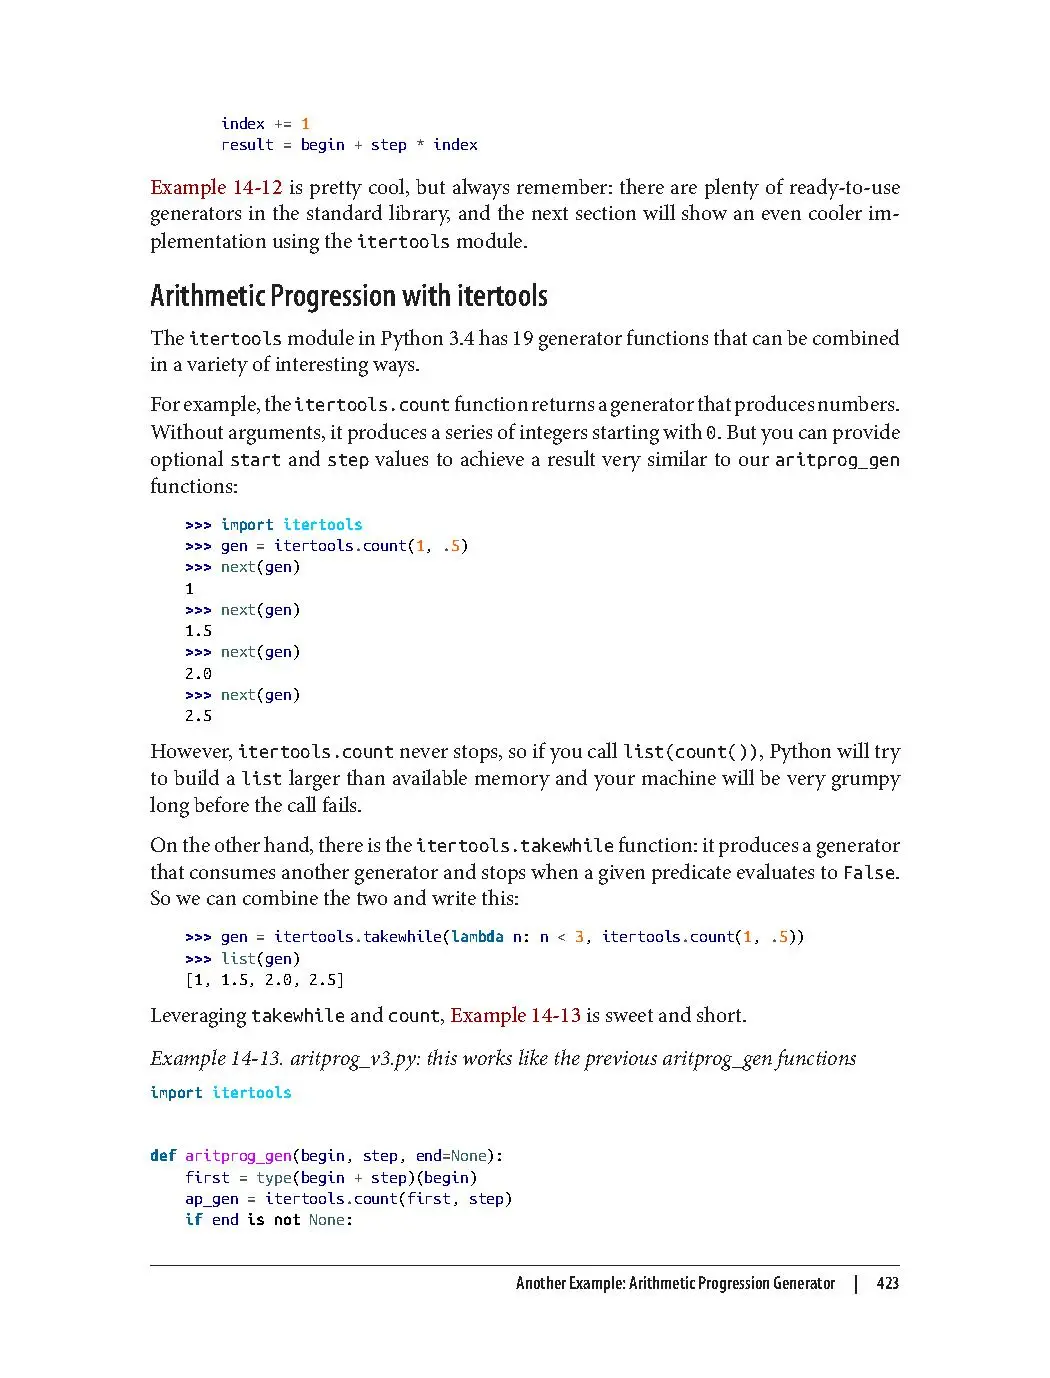 index += 1
result = begin + step * index
Example 14-12 is pretty cool, but always remember: there are plenty of ready-to-use
generators in the standard library, and the next section will show an even cooler im-
plementation using the itertools module.
Arithmetic Progression with itertools
The itertools module in Python 3.4 has 19 generator functions that can be combined
in a variety of interesting ways.
For example, the itertools.count function returns a generator that produces numbers.
Without arguments, it produces a series of integers starting with 0. But you can provide
optional start and step values to achieve a result very similar to our aritprog_gen
functions:
>>> import itertools
>>> gen = itertools.count(1, .5)
>>> next(gen)
1
>>> next(gen)
1.5
>>> next(gen)
2.0
>>> next(gen)
2.5
However, itertools.count never stops, so if you call list(count()), Python will try
to build a list larger than available memory and your machine will be very grumpy
long before the call fails.
On the other hand, there is the itertools.takewhile function: it produces a generator
that consumes another generator and stops when a given predicate evaluates to False.
So we can combine the two and write this:
>>> gen = itertools.takewhile(lambda n: n < 3, itertools.count(1, .5))
>>> list(gen)
[1, 1.5, 2.0, 2.5]
Leveraging takewhile and count, Example 14-13 is sweet and short.
Example 14-13. aritprog_v3.py: this works like the previous aritprog_gen functions
import itertools
def aritprog_gen(begin, step, end=None):
    first = type(begin + step)(begin)
    ap_gen = itertools.count(first, step)
    if end is not None:
Another Example: Arithmetic Progression Generator | 423